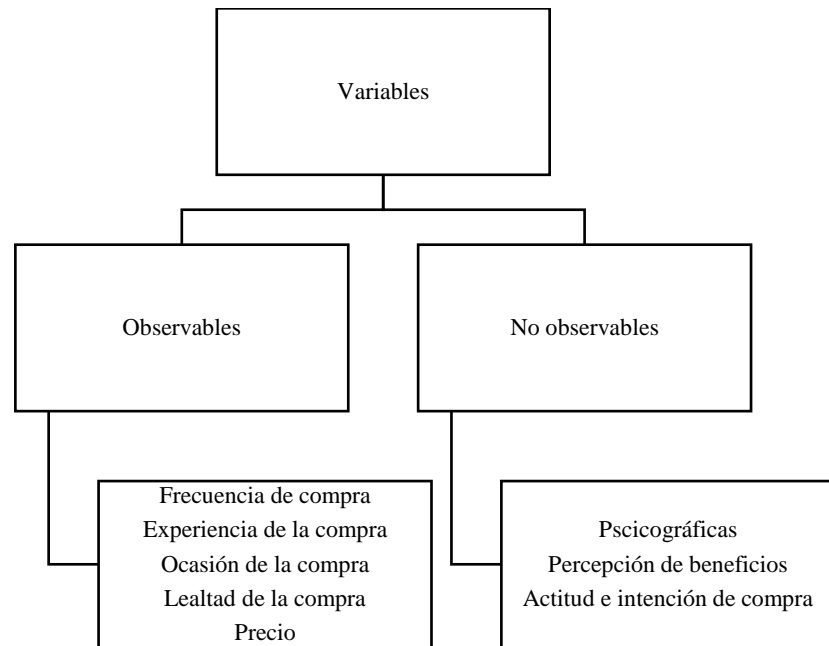 Variables
Observables
No observables
Frecuencia de compra
Experiencia de la compra
Ocasión de la compra
Lealtad de la compra
Precio
Pscicográficas
Percepción de beneficios
Actitud e intención de compra